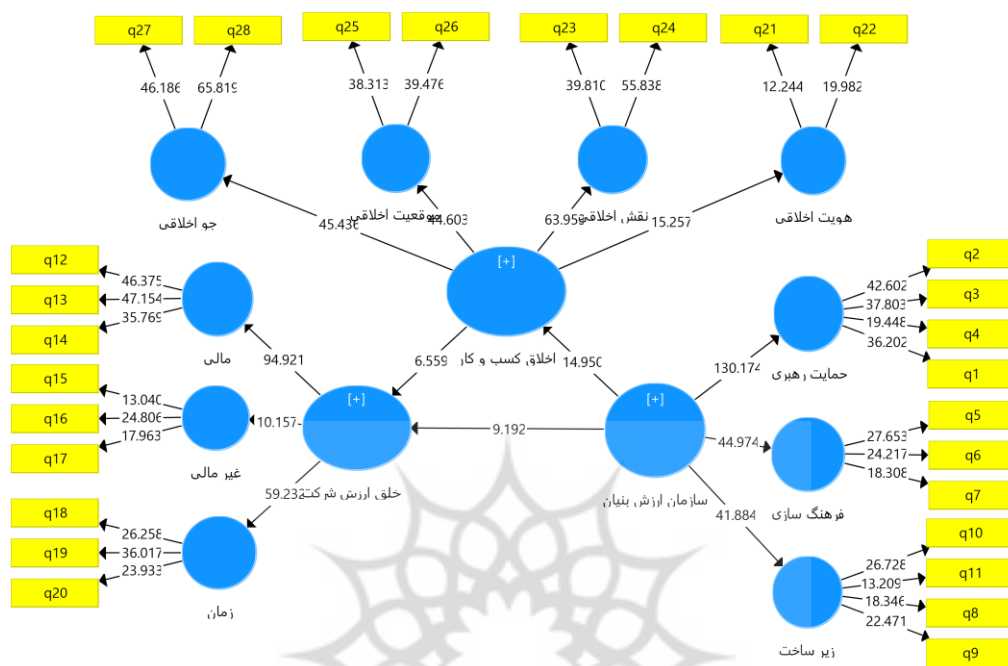 q27
q28
q25
q26
q23
q24
q21
q22
46.186
65.819
38.313
39.476
39.810
55.838
12.244
19.982
جو اخلاقی
موقعیت اخلاقی
نقش اخلاقی
هویت اخلاقی
45.436
44.603
63.959
15.257
[+]
اخلاق کسب و کار
q12
q13
q14
46.375
47.154
35.769
مالی
94.921
6.559
14.950
q15
q16
q17
13.040
24.806
17.963
غیر مالی
10.157
[+]
خلق ارزش شرکت
9.192
[+]
سازمان ارزش بنیان
q18
q19
q20
26.258
36.017
23.933
زمان
59.232
130.174
44.974
41.884
q2
q3
q4
q1
42.602
37.803
19.448
36.202
حمایت رهبری
q5
q6
q7
27.653
24.217
18.308
فرهنگ سازی
q10
q11
q8
q9
26.728
13.209
18.346
22.471
زیر ساخت